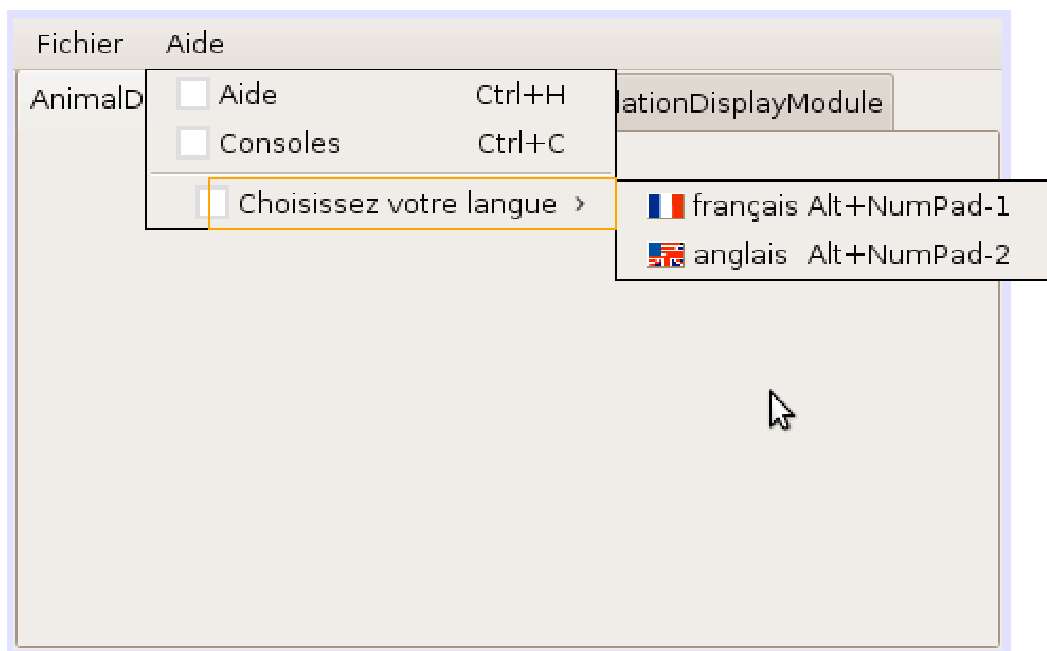 Fichier Aide
AnimalD
lationDisplayModule
Aide Ctrl+H
Consoles Ctrl+C
Choisissez votre langue ›
français Alt+NumPad-1
anglais Alt+NumPad-2